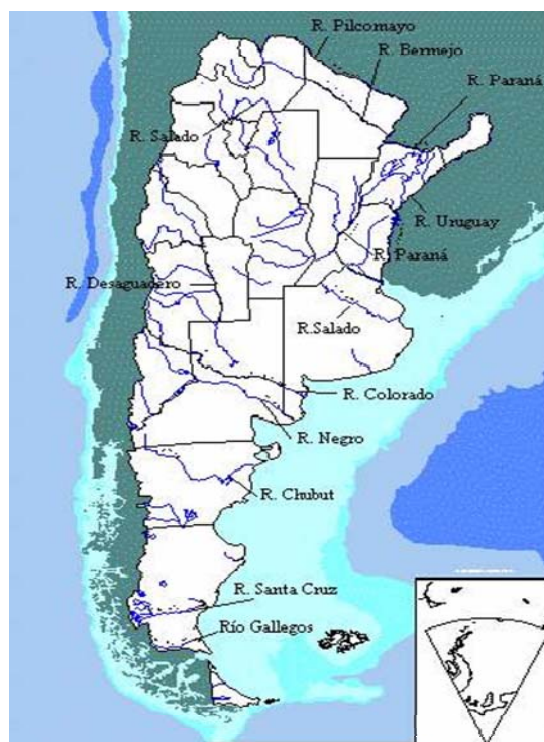 R. Pilcomayo
R. Bermejo
R. Paraná
R. Salado
R. Uruguay
R. Paraná
R. Desaguadero
R.Salado
R. Colorado
R. Negro
R. Chubut
R. Santa Cruz
Río Gallegos